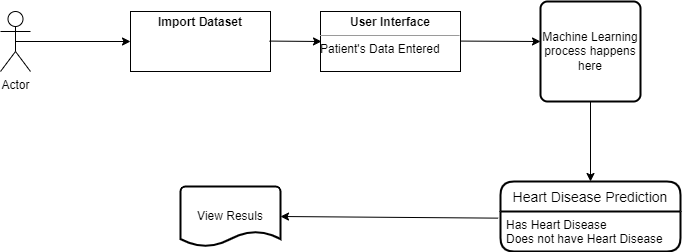 Import Dataset
User Interface
Patient's Data Entered
Machine Learning
process happens
here
Actor
Heart Disease Prediction
Has Heart Disease
Does not have Heart Disease
View Resuls